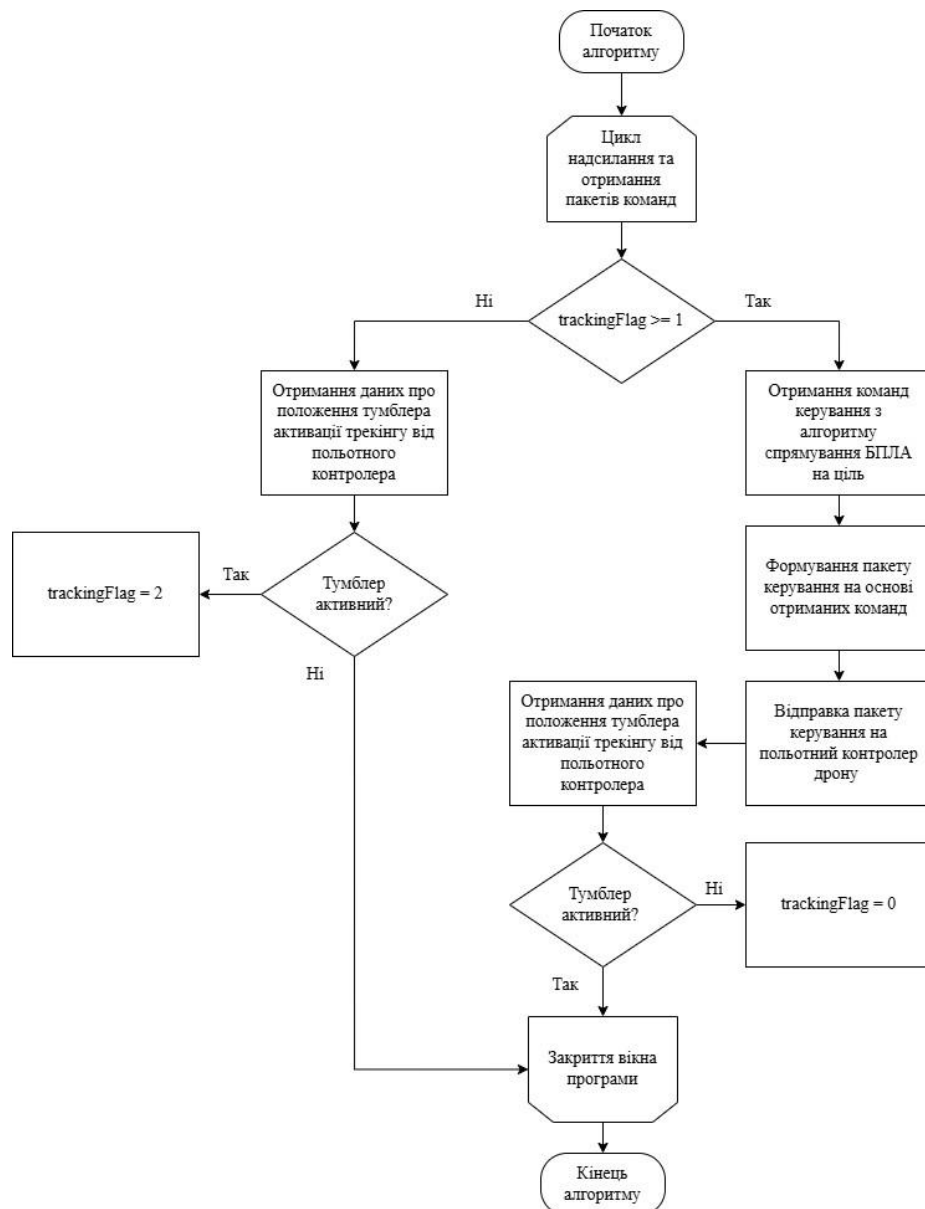 Початок
алгоритму
Цикл
надсилання та
отримання
пакетів команд
trackingFlag >= 1
Ні
Так
Отримання даних про
положення тумблера
активації трекінгу від
польотного
контролера
Отримання команд
керування з
алгоритму
спрямування БПЛА
на ціль
Тумблер
активний?
Так
trackingFlag = 2
Ні
Формування пакету
керування на основі
отриманих команд
Відправка пакету
керування на
польотний контролер
дрону
Отримання даних про
положення тумблера
активації трекінгу від
польотного
контролера
Тумблер
активний?
Ні
trackingFlag = 0
Так
Закриття вікна
програми
Кінець
алгоритму